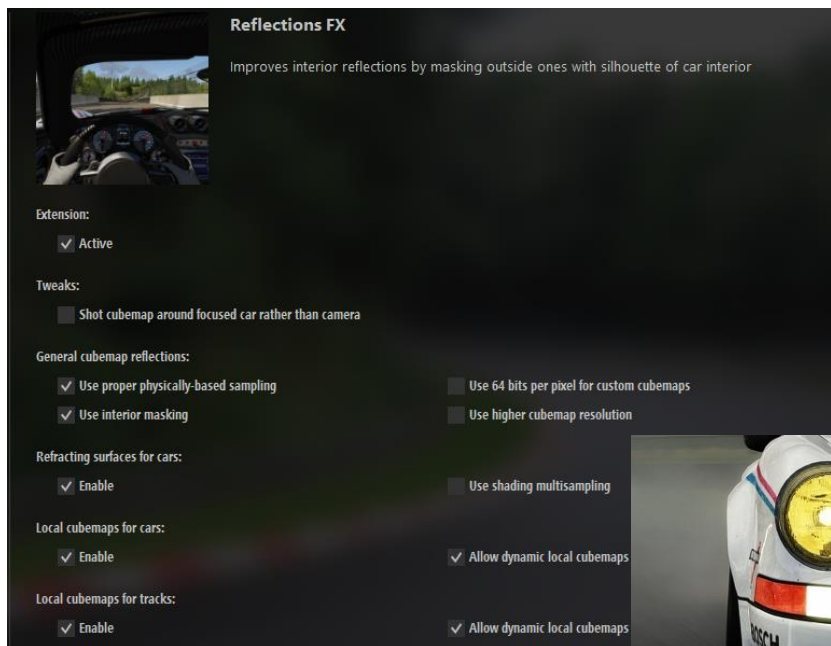 Reflections FX
Improves interior reflections by masking outside ones with silhouette of car interior
Extension:
Active
Tweaks:
Shot cubemap around focused car rather than camera
General cubemap reflections:
Use proper physically-based sampling
Use 64 bits per pixel for custom cubemaps
Use interior masking
Use higher cubemap resolution
Refracting surfaces for cars:
Enable
Use shading multisampling
Local cubemaps for cars:
Enable
Allow dynamic local cubemaps
Local cubemaps for tracks:
Enable
Allow dynamic local cubemaps
BOSCH